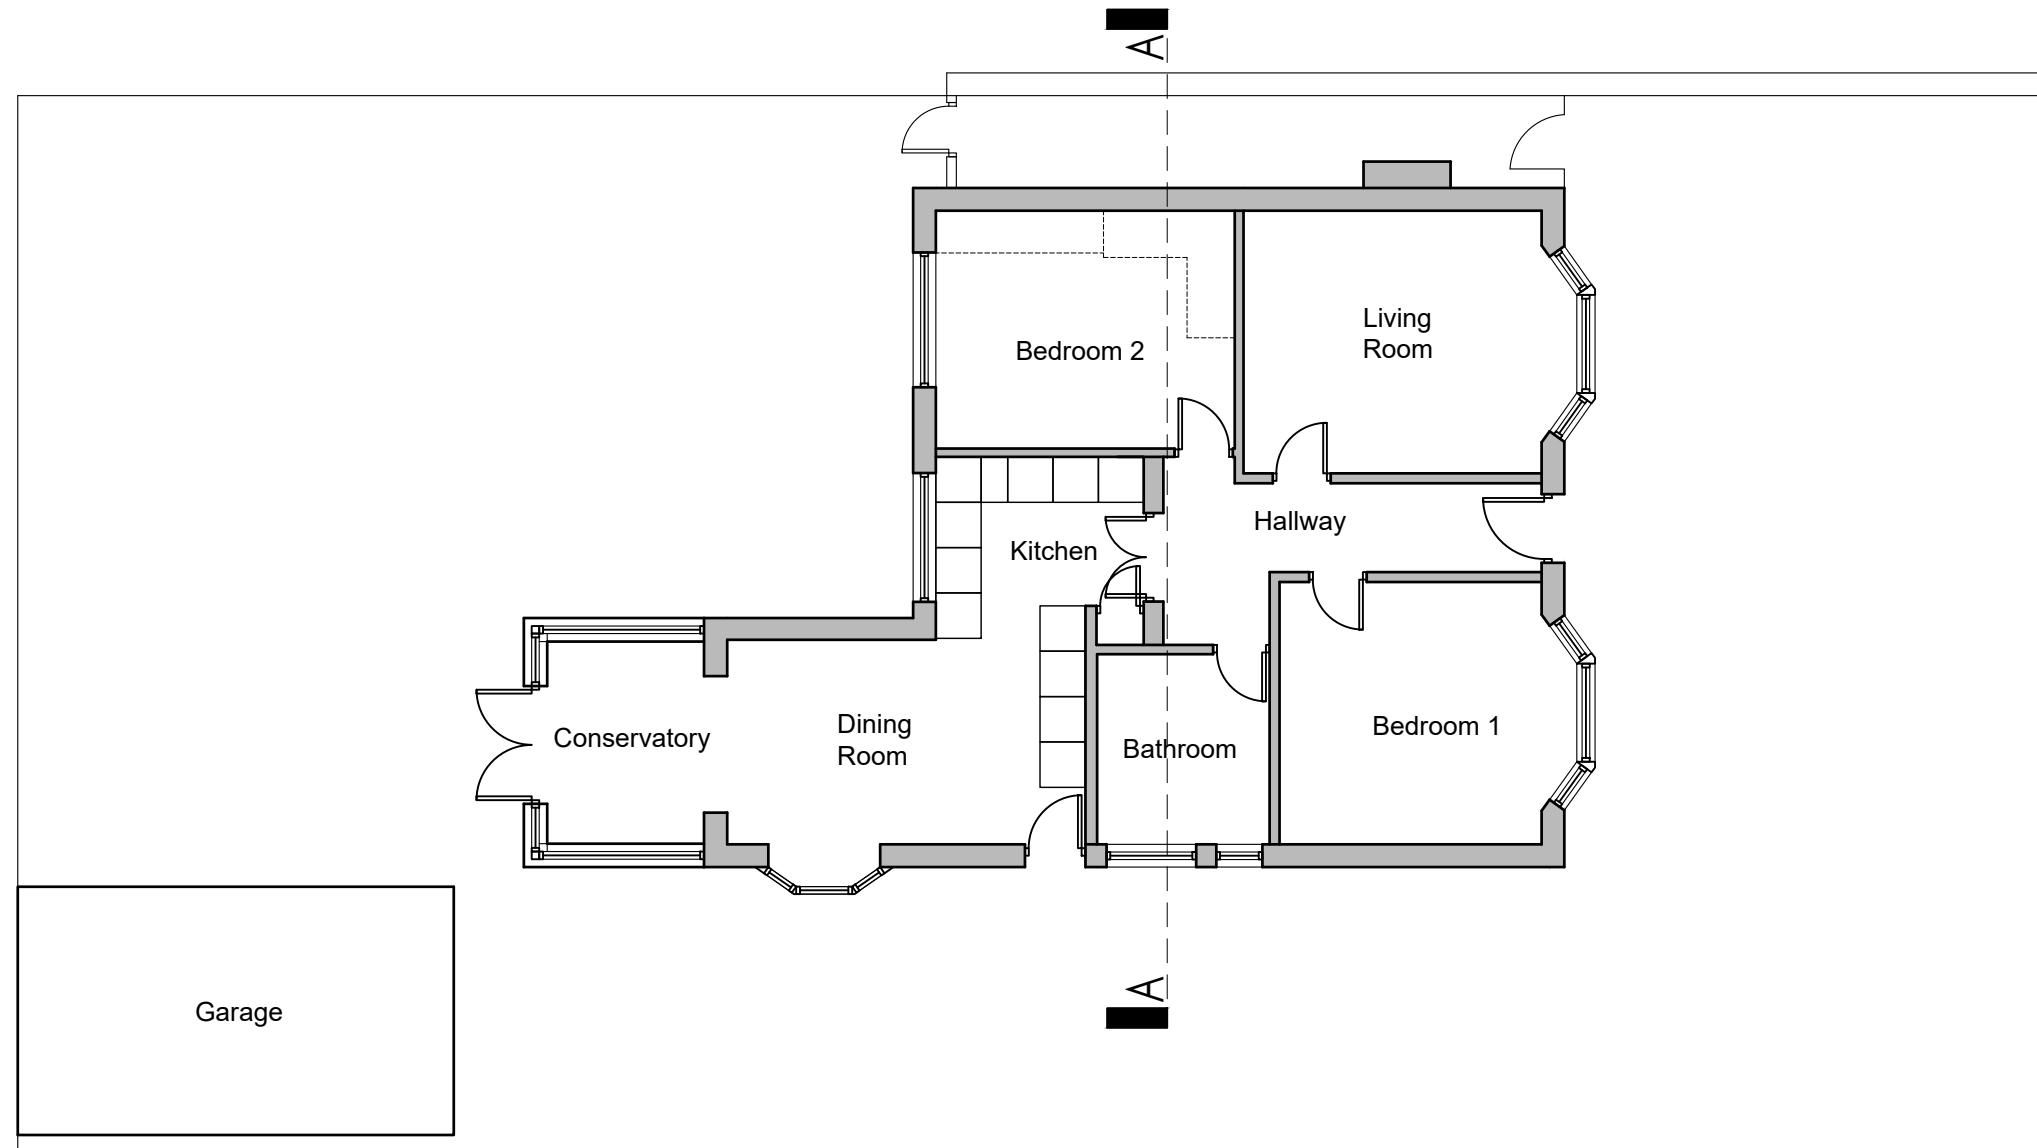 A
Living
Room
Bedroom 2
Hallway
Kitchen
Conservatory
Dining
Room
Bathroom
Bedroom 1
A
Garage